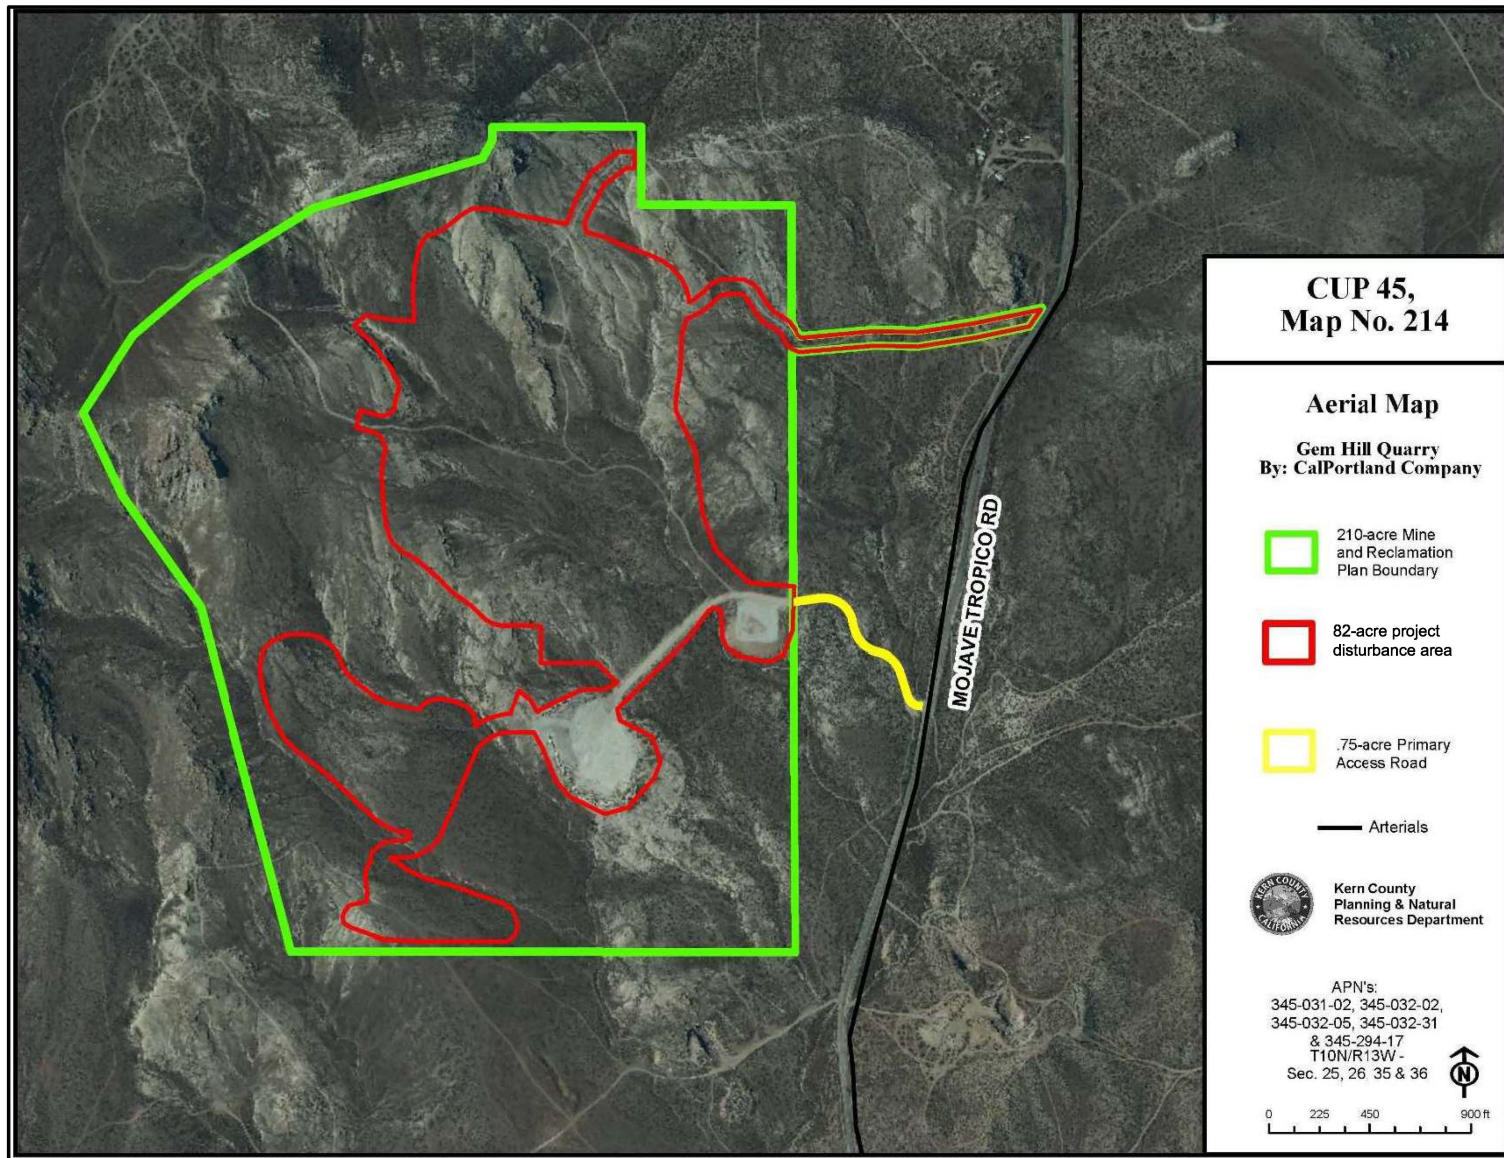 CUP 45,
Map No. 214
Aerial Map
Gem Hill Quarry
By: CalPortland Company
210-acre Mine
and Reclamation
Plan Boundary
82-acre project
disturbance area
.75-acre Primary
Access Road
Arterials
KERN COUNTY
CALIFORNIA
Kern County
Planning & Natural
Resources Department
APN's:
345-031-02, 345-032-02,
345-032-05, 345-032-31
& 345-294-17
T10N/R13W -
Sec. 25, 26 35 & 36
N
0 225 450 900 ft
MOJAVE TROPICO RD